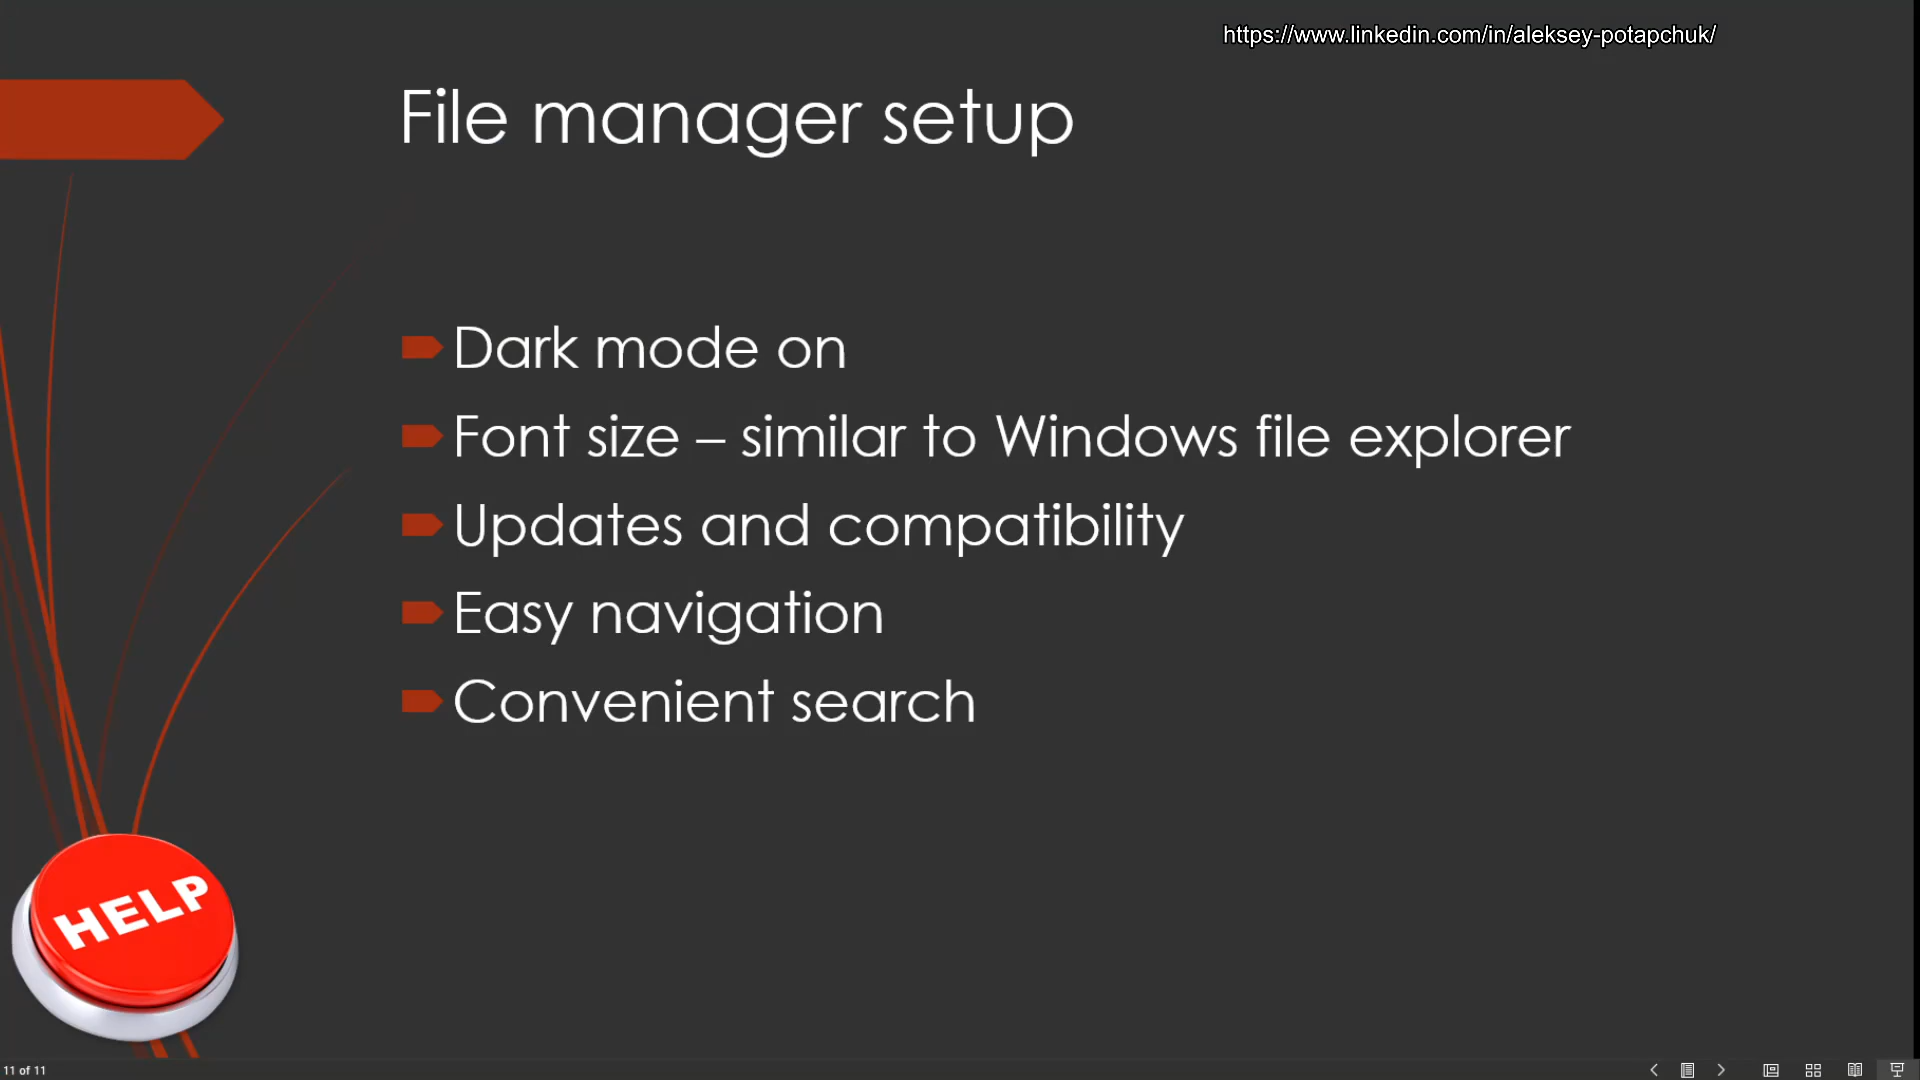 https://www.linkedin.com/in/aleksey-potapchuk/
File manager setup
Dark mode on
Font size – similar to Windows file explorer
Updates and compatibility
Easy navigation
Convenient search
HELP
11 of 11